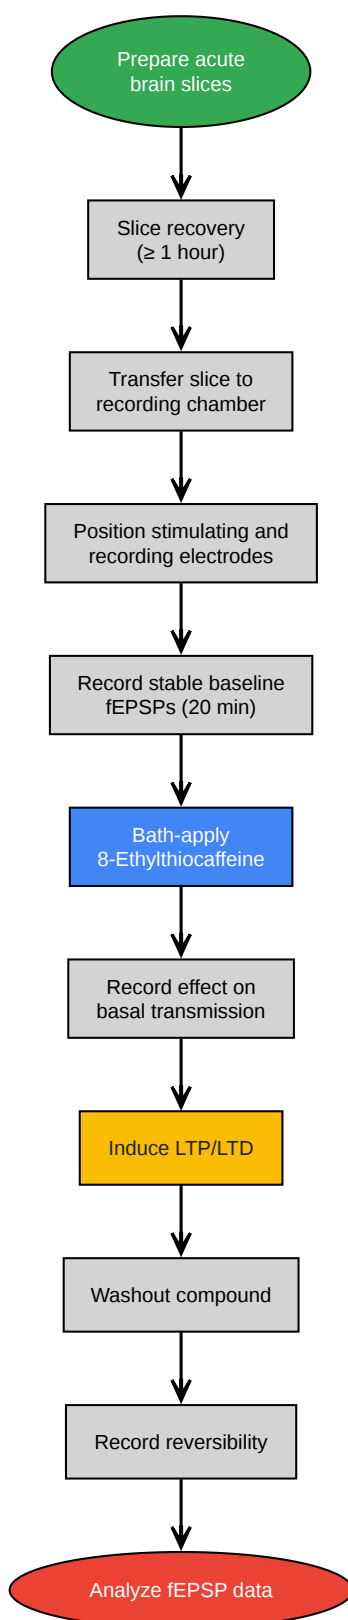 Prepare acute
brain slices
Slice recovery
(≥ 1 hour)
Transfer slice to
recording chamber
Position stimulating and
recording electrodes
Record stable baseline
fEPSPs (20 min)
Bath-apply
8-Ethylthiocaffeine
Record effect on
basal transmission
Induce LTP/LTD
Washout compound
Record reversibility
Analyze fEPSP data